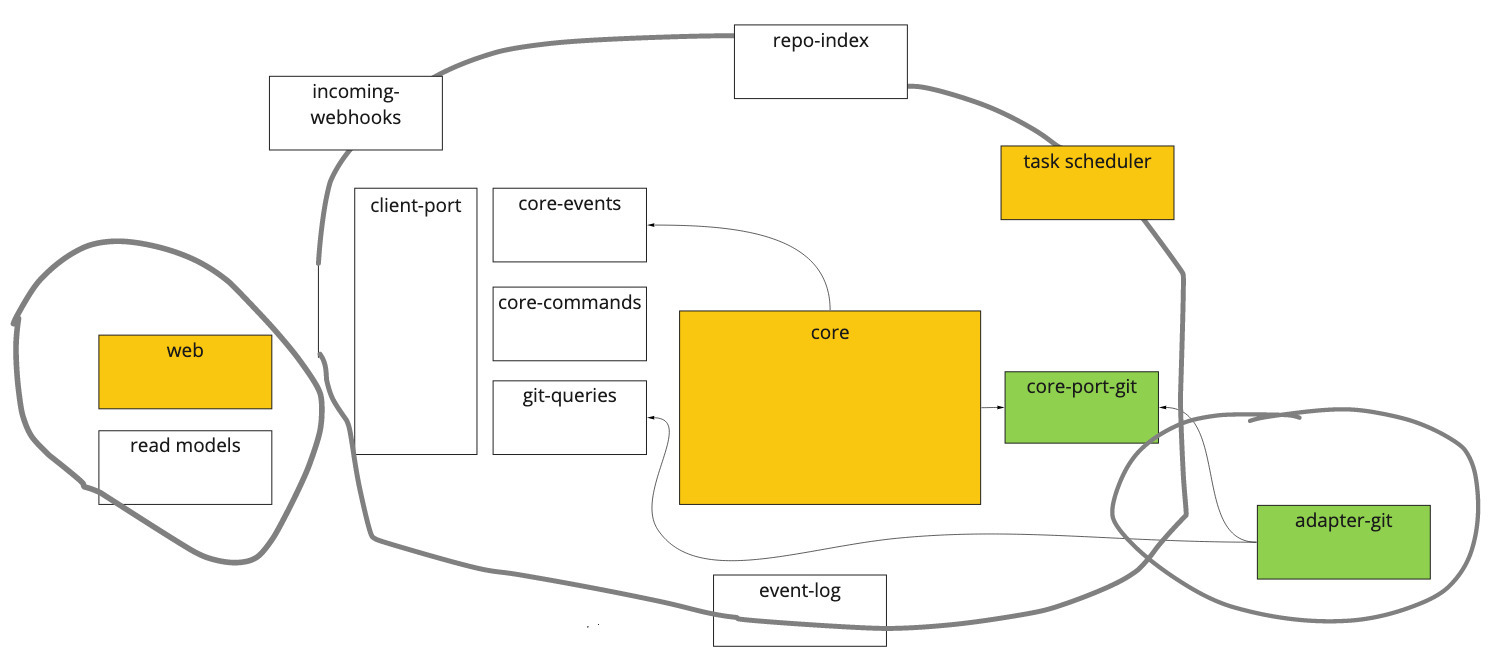 repo-index
incoming-
webhooks
task scheduler
client-port
core-events
core-commands
core
web
git-queries
core-port-git
read models
adapter-git
event-log